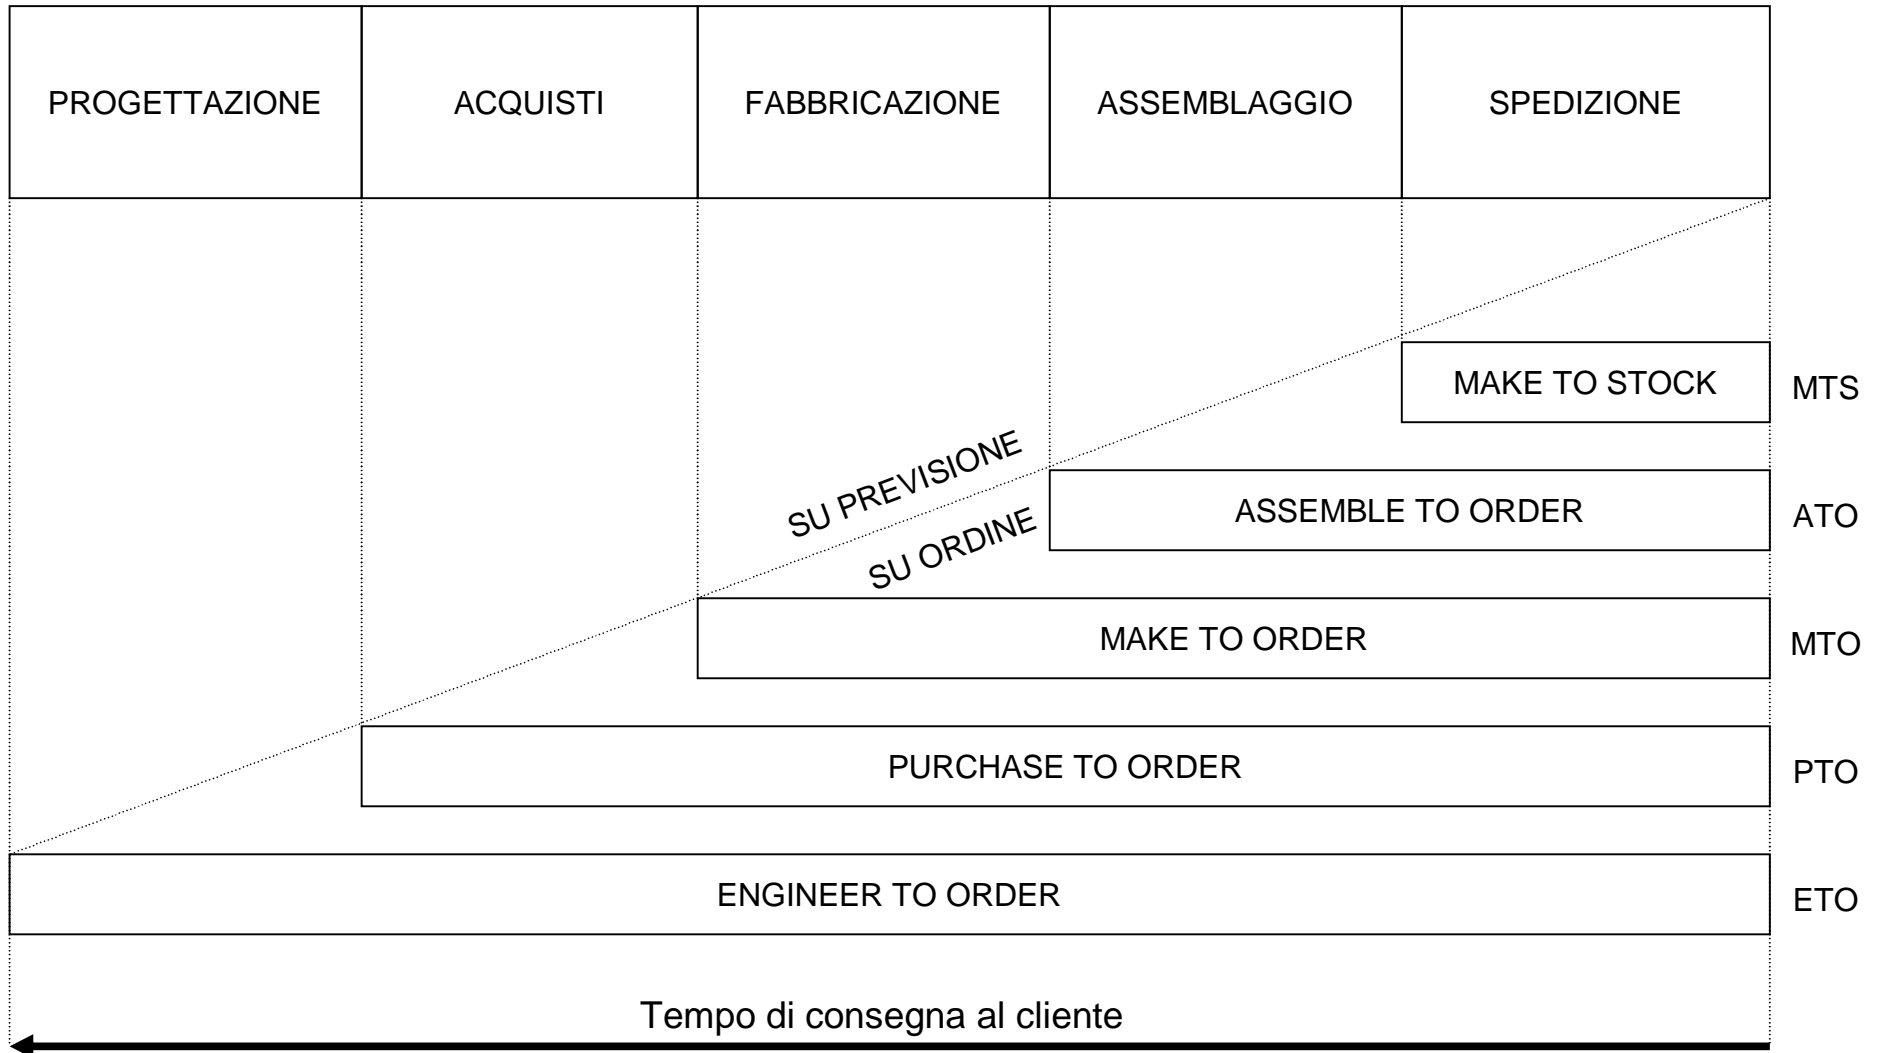 PROGETTAZIONE
ACQUISTI
FABBRICAZIONE
ASSEMBLAGGIO
SPEDIZIONE
MAKE TO STOCK
MTS
SU PREVISIONE
SU ORDINE
ASSEMBLE TO ORDER
ATO
MAKE TO ORDER
MTO
PURCHASE TO ORDER
PTO
ENGINEER TO ORDER
ETO
Tempo di consegna al cliente